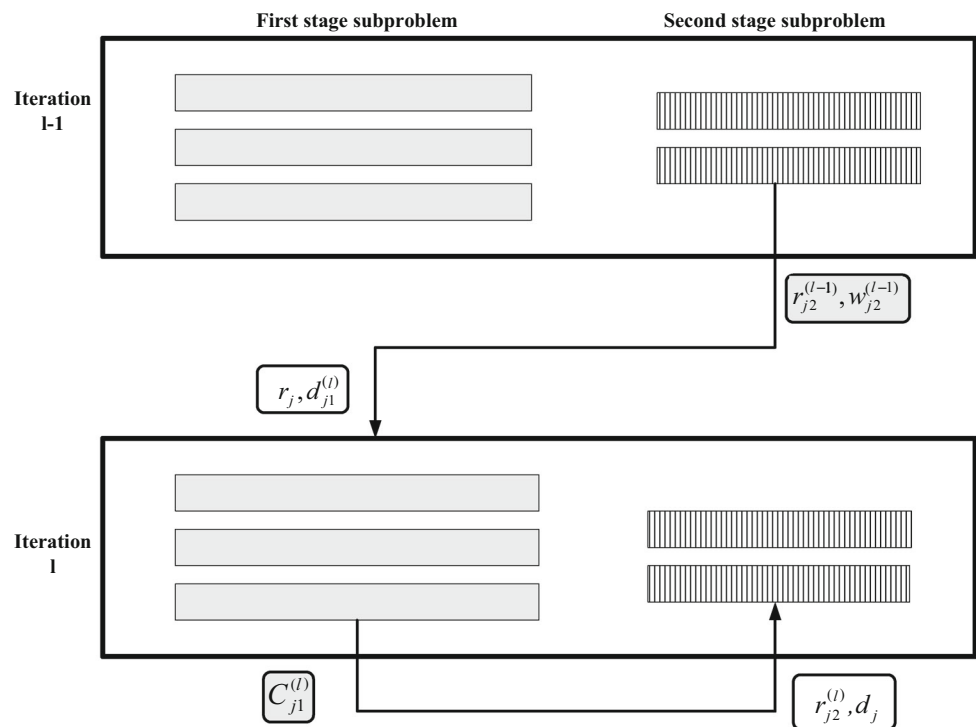 First stage subproblem Second stage subproblem
Iteration
l-1
$r_{j2}^{(l-1)}, w_{j2}^{(l-1)}$
$r_j, d_{j1}^{(l)}$
Iteration
l
$C_{j1}^{(l)}$
$r_{j2}^{(l)}, d_j$